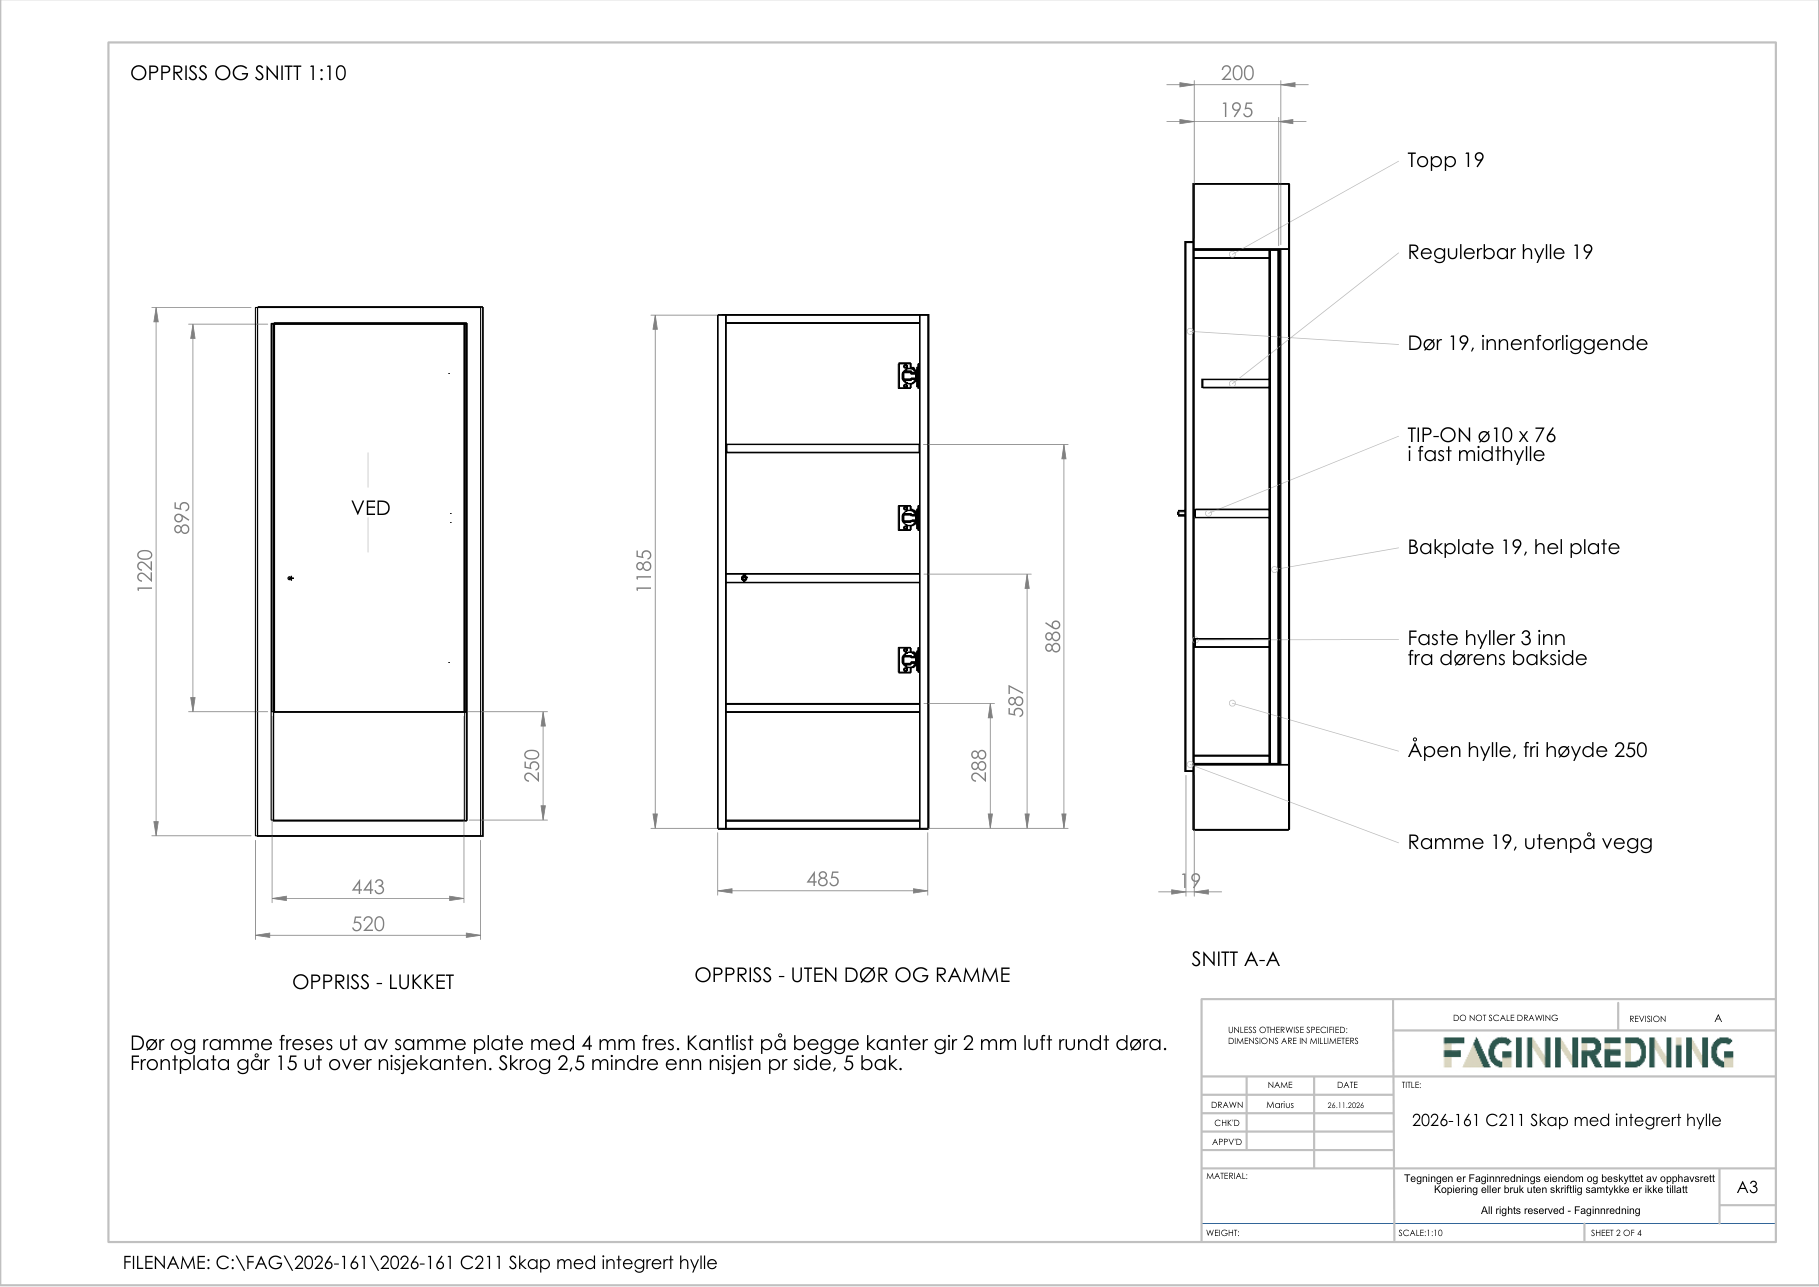 OPPRISS OG SNITT 1:10
200
195
Topp 19
Regulerbar hylle 19
Dør 19, innenforliggende
TIP-ON ø10 x 76
i fast midthylle
Bakplate 19, hel plate
Faste hyller 3 inn
fra dørens bakside
Åpen hylle, fri høyde 250
Ramme 19, utenpå vegg
19
SNITT A-A
1220
895
VED
250
443
520
OPPRISS - LUKKET
1185
886
587
288
485
OPPRISS - UTEN DØR OG RAMME
Dør og ramme freses ut av samme plate med 4 mm fres. Kantlist på begge kanter gir 2 mm luft rundt døra.
Frontplata går 15 ut over nisjekanten. Skrog 2,5 mindre enn nisjen pr side, 5 bak.
UNLESS OTHERWISE SPECIFIED:
DIMENSIONS ARE IN MILLIMETERS
DO NOT SCALE DRAWING
REVISION A
FAGINNREDNING
NAME DATE
DRAWN Marius 26.11.2026
CHK'D
APPV'D
TITLE:
2026-161 C211 Skap med integrert hylle
MATERIAL:
Tegningen er Faginnrednings eiendom og beskyttet av opphavsrett
Kopiering eller bruk uten skriftlig samtykke er ikke tillatt
All rights reserved - Faginnredning
A3
WEIGHT:
SCALE:1:10
SHEET 2 OF 4
FILENAME: C:\FAG\2026-161\2026-161 C211 Skap med integrert hylle